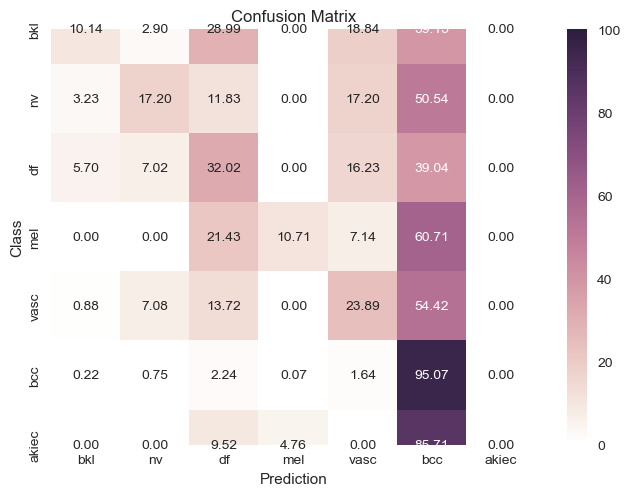 Confusion Matrix
bkl 10.14 2.90 28.99 0.00 18.84 39.13 0.00
nv 3.23 17.20 11.83 0.00 17.20 50.54 0.00
df 5.70 7.02 32.02 0.00 16.23 39.04 0.00
mel 0.00 0.00 21.43 10.71 7.14 60.71 0.00
vasc 0.88 7.08 13.72 0.00 23.89 54.42 0.00
bcc 0.22 0.75 2.24 0.07 1.64 95.07 0.00
akiec 0.00 0.00 9.52 4.76 0.00 85.71 0.00
bkl nv df mel vasc bcc akiec
Prediction
Class
100
80
60
40
20
0